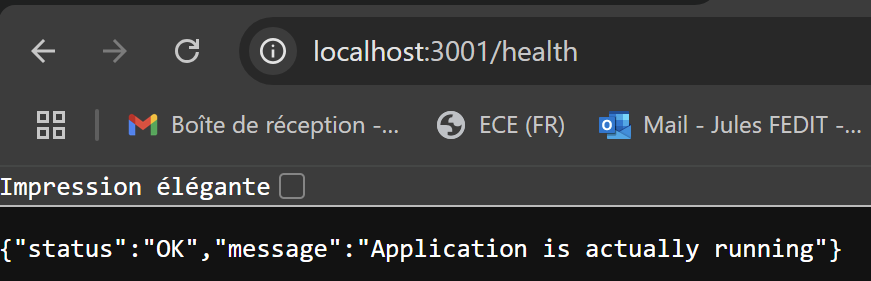 localhost:3001/health
Boîte de réception -...
ECE (FR)
Mail - Jules FEDIT -...
Impression élégante
{"status":"OK","message":"Application is actually running"}